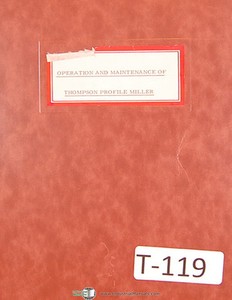 OPERATION AND MAINTENANCE OF
THOMPSON PROFILE MILLER
T-119